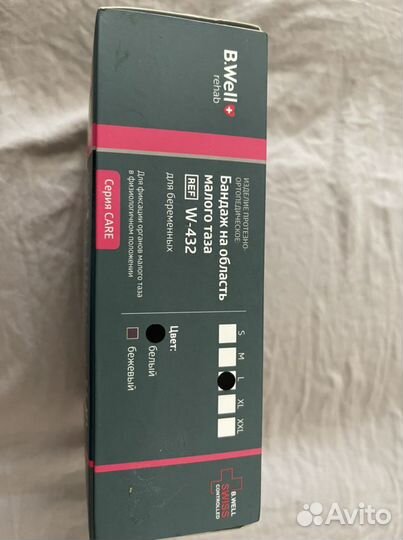 B.Well
rehab
ИЗДЕЛИЕ ПРОТЕЗНО-
ОРТОПЕДИЧЕСКОЕ
Бандаж на область
малого таза
REF W-432
для беременных
Для фиксации органов малого таза
в физиологичном положении
Серия CARE
S
M
L
XL
XXL
Цвет:
белый
бежевый
B.WELL
SWISS
CONTROLLED
Avito